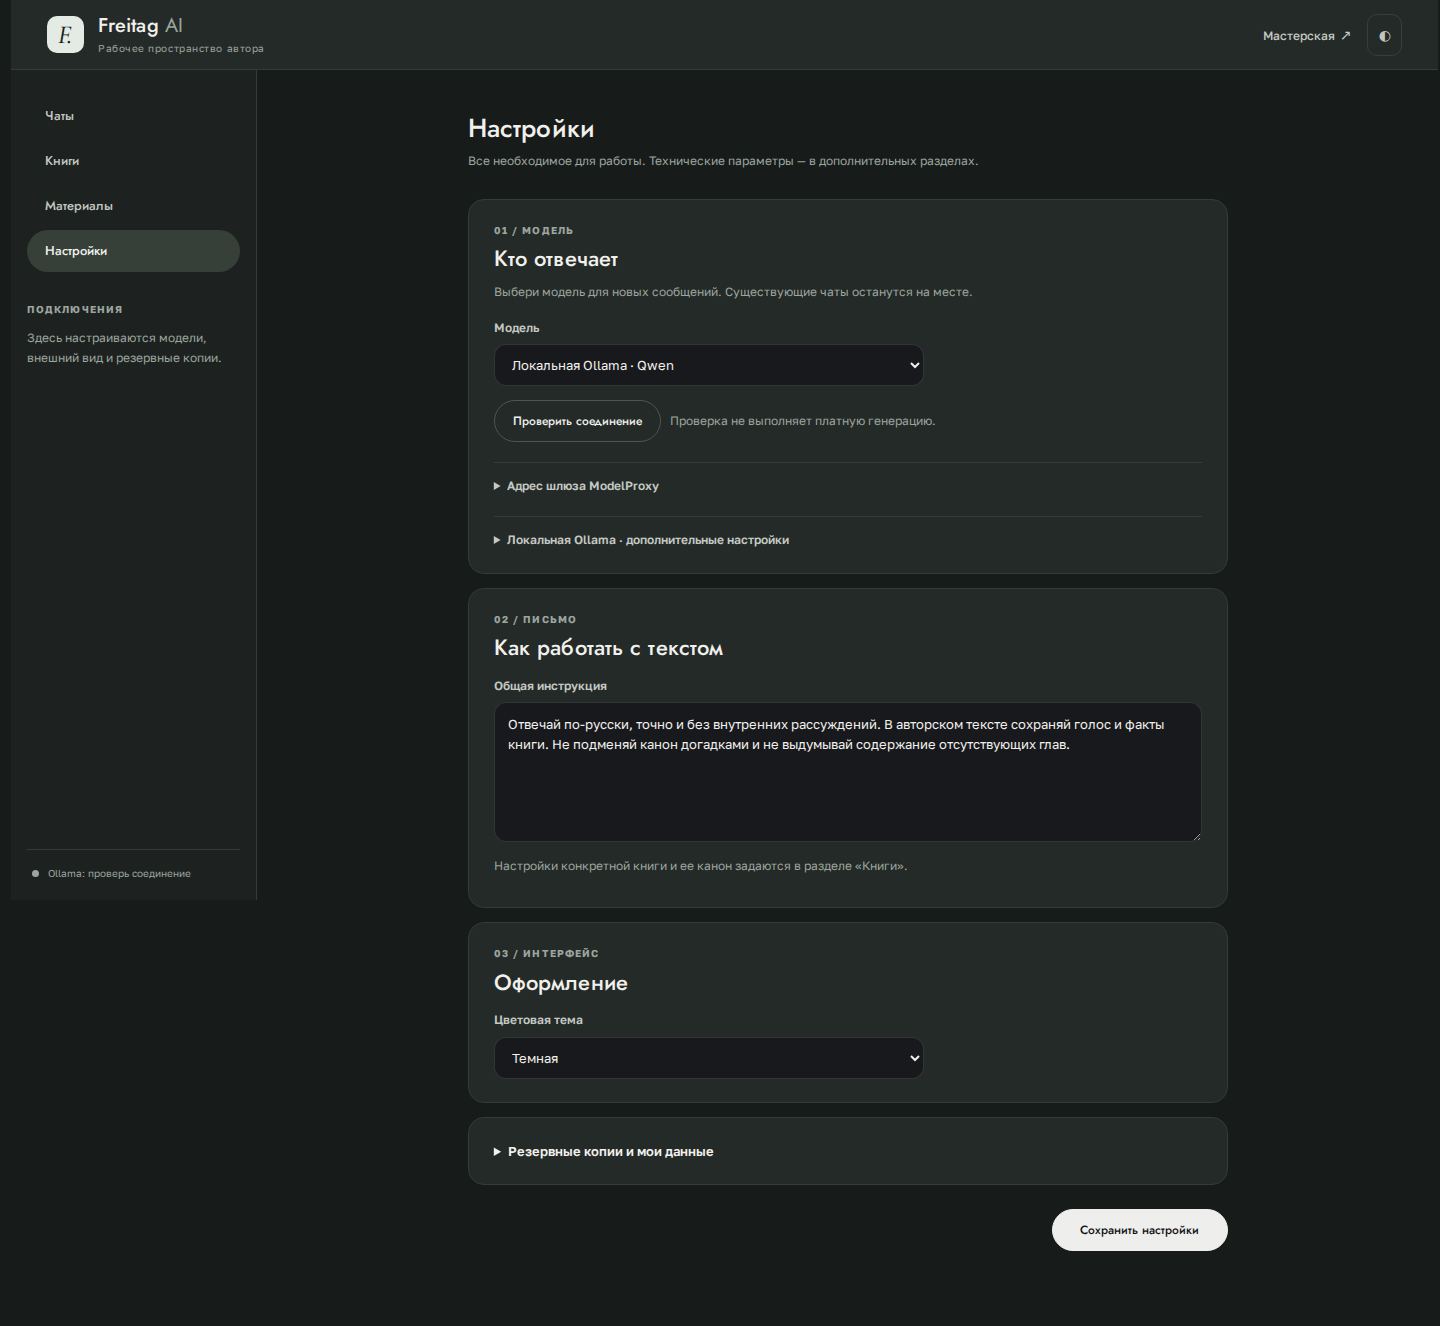 F.
Freitag AI
Рабочее пространство автора
Мастерская ↗
Чаты
Книги
Материалы
Настройки
ПОДКЛЮЧЕНИЯ
Здесь настраиваются модели,
внешний вид и резервные копии.
Ollama: проверь соединение
Настройки
Все необходимое для работы. Технические параметры — в дополнительных разделах.
01 / МОДЕЛЬ
Кто отвечает
Выбери модель для новых сообщений. Существующие чаты останутся на месте.
Модель
Локальная Ollama · Qwen
Проверить соединение
Проверка не выполняет платную генерацию.
Адрес шлюза ModelProxy
Локальная Ollama · дополнительные настройки
02 / ПИСЬМО
Как работать с текстом
Общая инструкция
Отвечай по-русски, точно и без внутренних рассуждений. В авторском тексте сохраняй голос и факты
книги. Не подменяй канон догадками и не выдумывай содержание отсутствующих глав.
Настройки конкретной книги и ее канон задаются в разделе «Книги».
03 / ИНТЕРФЕЙС
Оформление
Цветовая тема
Темная
Резервные копии и мои данные
Сохранить настройки